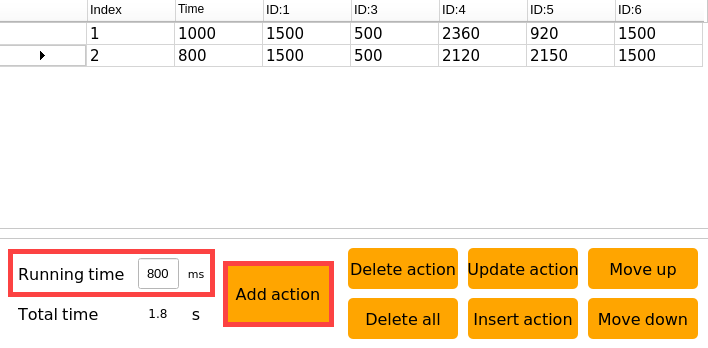 Index Time ID:1 ID:3 ID:4 ID:5 ID:6
1 1000 1500 500 2360 920 1500
2 800 1500 500 2120 2150 1500
Running time 800 ms
Total time 1.8 s
Add action
Delete action Update action Move up
Delete all Insert action Move down